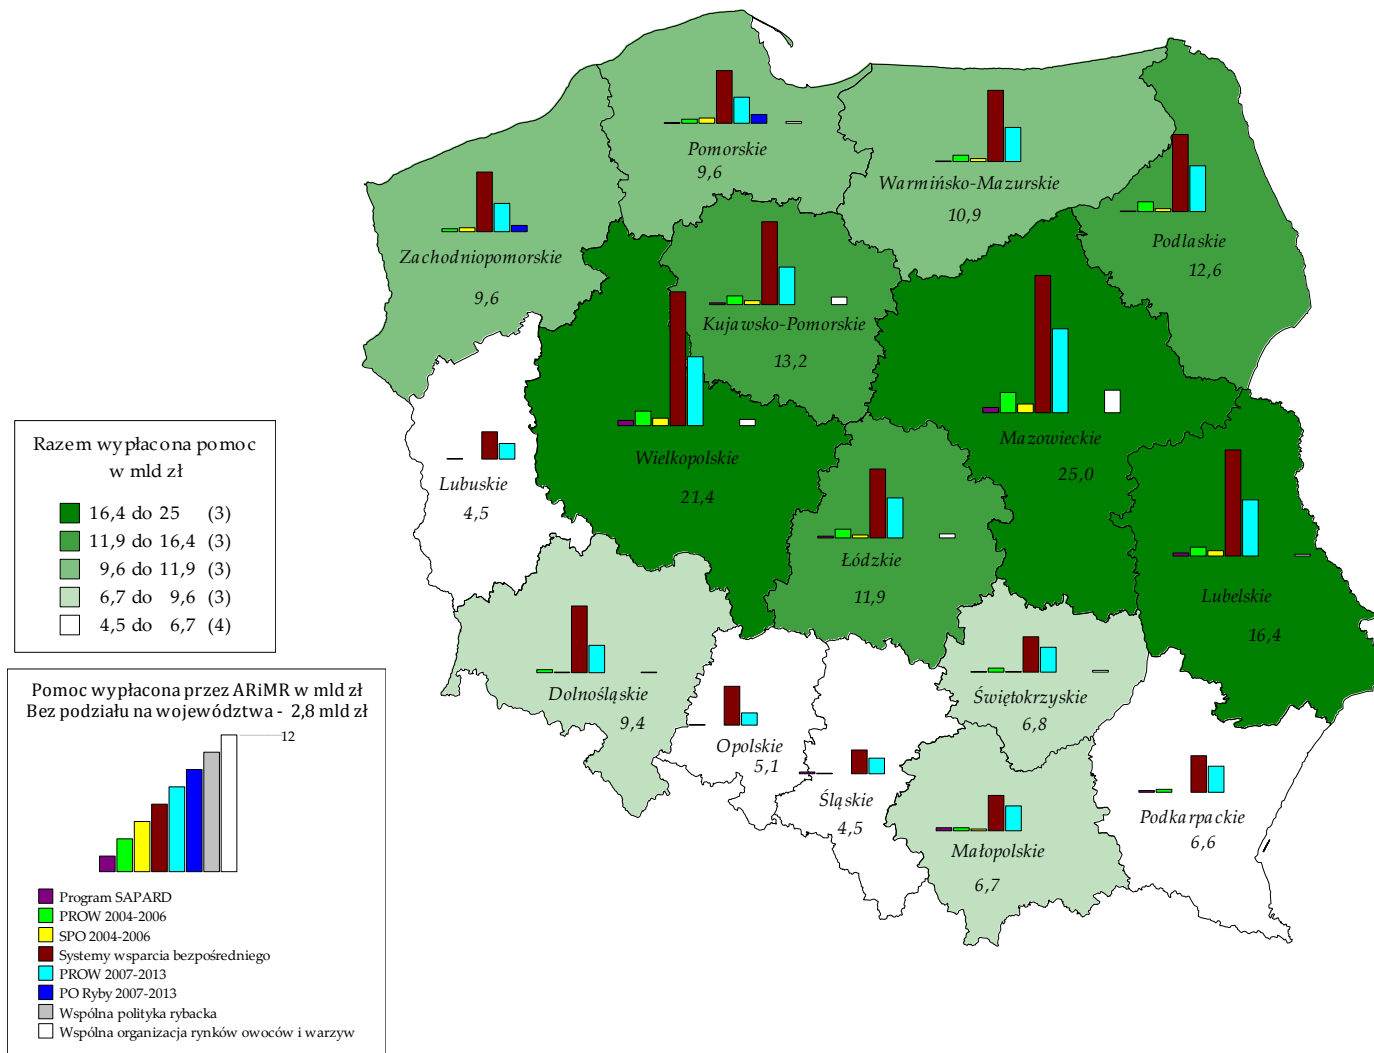 Pomorskie
9,6
Warmińsko-Mazurskie
10,9
Podlaskie
12,6
Zachodniopomorskie
9,6
Kujawsko-Pomorskie
13,2
Mazowieckie
25,0
Wielkopolskie
21,4
Lubuskie
4,5
Łódzkie
11,9
Lubelskie
16,4
Dolnośląskie
9,4
Opolskie
5,1
Śląskie
4,5
Świętokrzyskie
6,8
Małopolskie
6,7
Podkarpackie
6,6
Razem wypłacona pomoc
w mld zł
16,4 do 25 (3)
11,9 do 16,4 (3)
9,6 do 11,9 (3)
6,7 do 9,6 (3)
4,5 do 6,7 (4)
Pomoc wypłacona przez ARiMR w mld zł
Bez podziału na województwa - 2,8 mld zł
12
Program SAPARD
PROW 2004-2006
SPO 2004-2006
Systemy wsparcia bezpośredniego
PROW 2007-2013
PO Ryby 2007-2013
Wspólna polityka rybacka
Wspólna organizacja rynków owoców i warzyw